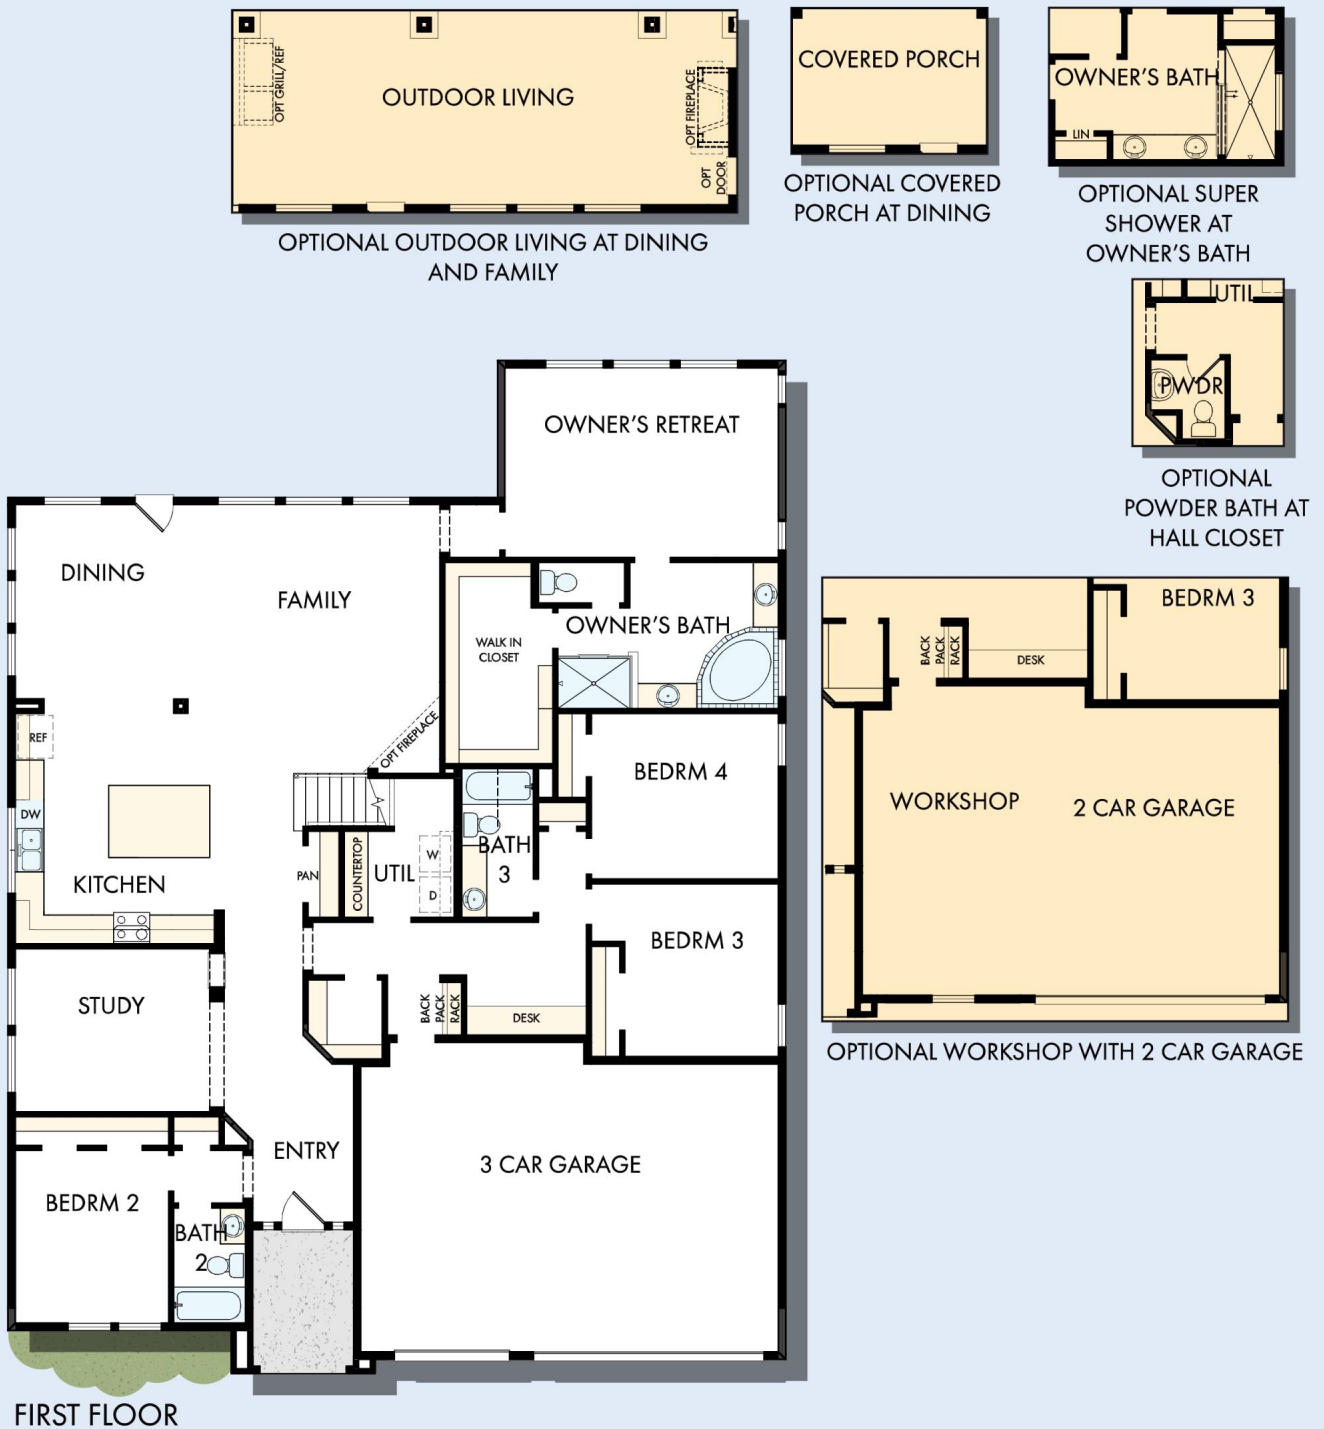 OPT GRILL/REF
OUTDOOR LIVING
OPT FIREPLACE
OPT
DOOR
OPTIONAL OUTDOOR LIVING AT DINING
AND FAMILY
COVERED PORCH
OPTIONAL COVERED
PORCH AT DINING
OWNER'S BATH
LIN
OPTIONAL SUPER
SHOWER AT
OWNER'S BATH
UTIL
PWDR
OPTIONAL
POWDER BATH AT
HALL CLOSET
OWNER'S RETREAT
DINING
FAMILY
OWNER'S BATH
WALK IN
CLOSET
OPT FIREPLACE
REF
DW
KITCHEN
PAN
COUNTERTOP
UTIL
W
D
BATH
3
BEDRM 4
BEDRM 3
STUDY
BACK
PACK
RACK
DESK
ENTRY
3 CAR GARAGE
BEDRM 2
BATH
2
BEDRM 3
BACK
PACK
RACK
DESK
WORKSHOP
2 CAR GARAGE
OPTIONAL WORKSHOP WITH 2 CAR GARAGE
FIRST FLOOR